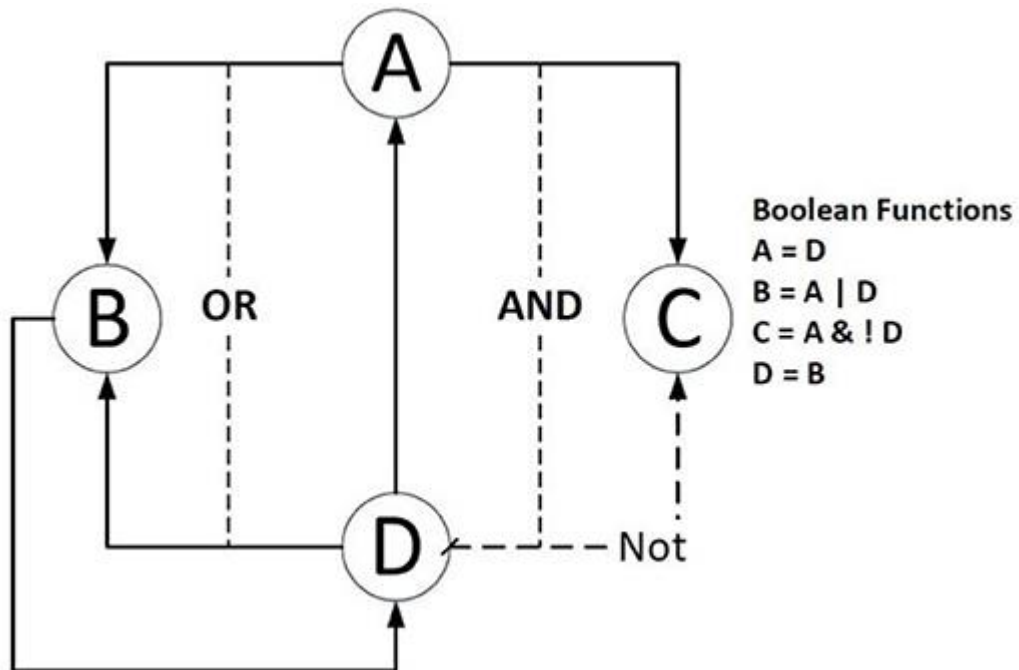 A
B
OR
AND
C
D
Not
Boolean Functions
A = D
B = A | D
C = A & ! D
D = B